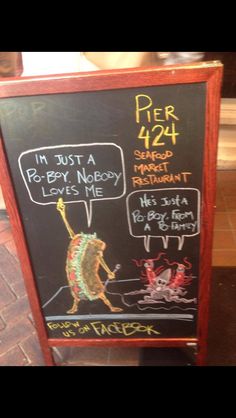 PIER
424
SEAFOOD
MARKET
RESTAURANT
I'M JUST A
PO-BOY, NOBODY
LOVES ME
HE'S JUST A
PO-BOY, FROM
A PO-FAMILY
FOLLOW
US ON FACEBOOK